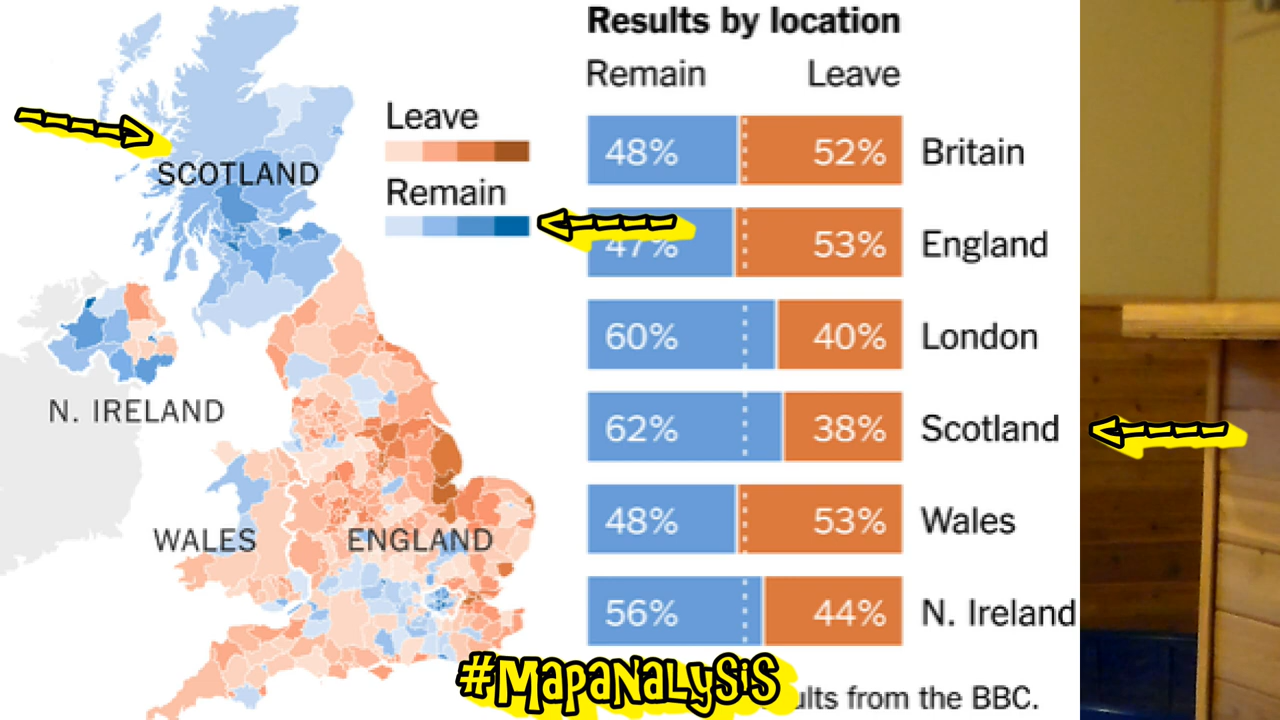 Results by location
Remain Leave
Leave
Remain
48% 52% Britain
47% 53% England
60% 40% London
62% 38% Scotland
48% 53% Wales
56% 44% N. Ireland
SCOTLAND
N. IRELAND
WALES
ENGLAND
#MapAnalysis
from the BBC.